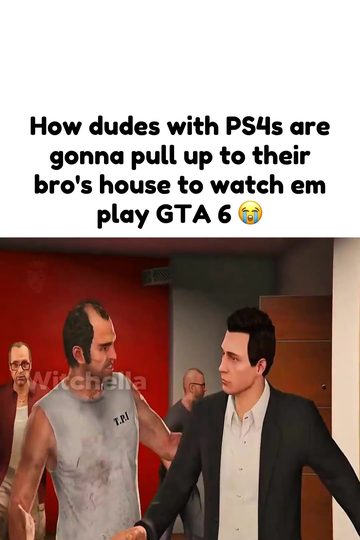 How dudes with PS4s are
gonna pull up to their
bro's house to watch em
play GTA 6 😭
Witchella
T.P.I